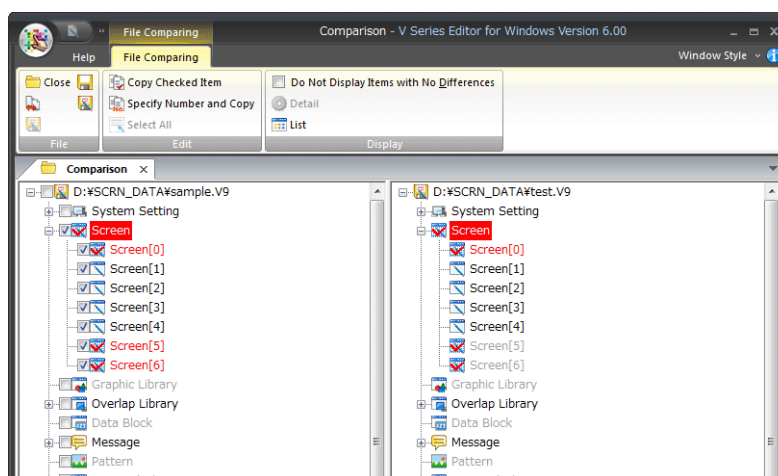 File Comparing
Comparison - V Series Editor for Windows Version 6.00
Help
File Comparing
Window Style
Close
Copy Checked Item
Do Not Display Items with No Differences
Specify Number and Copy
Detail
Select All
List
File
Edit
Display
Comparison
D:¥SCRN_DATA¥sample.V9
System Setting
Screen
Screen[0]
Screen[1]
Screen[2]
Screen[3]
Screen[4]
Screen[5]
Screen[6]
Graphic Library
Overlap Library
Data Block
Message
Pattern
D:¥SCRN_DATA¥test.V9
System Setting
Screen
Screen[0]
Screen[1]
Screen[2]
Screen[3]
Screen[4]
Screen[5]
Screen[6]
Graphic Library
Overlap Library
Data Block
Message
Pattern